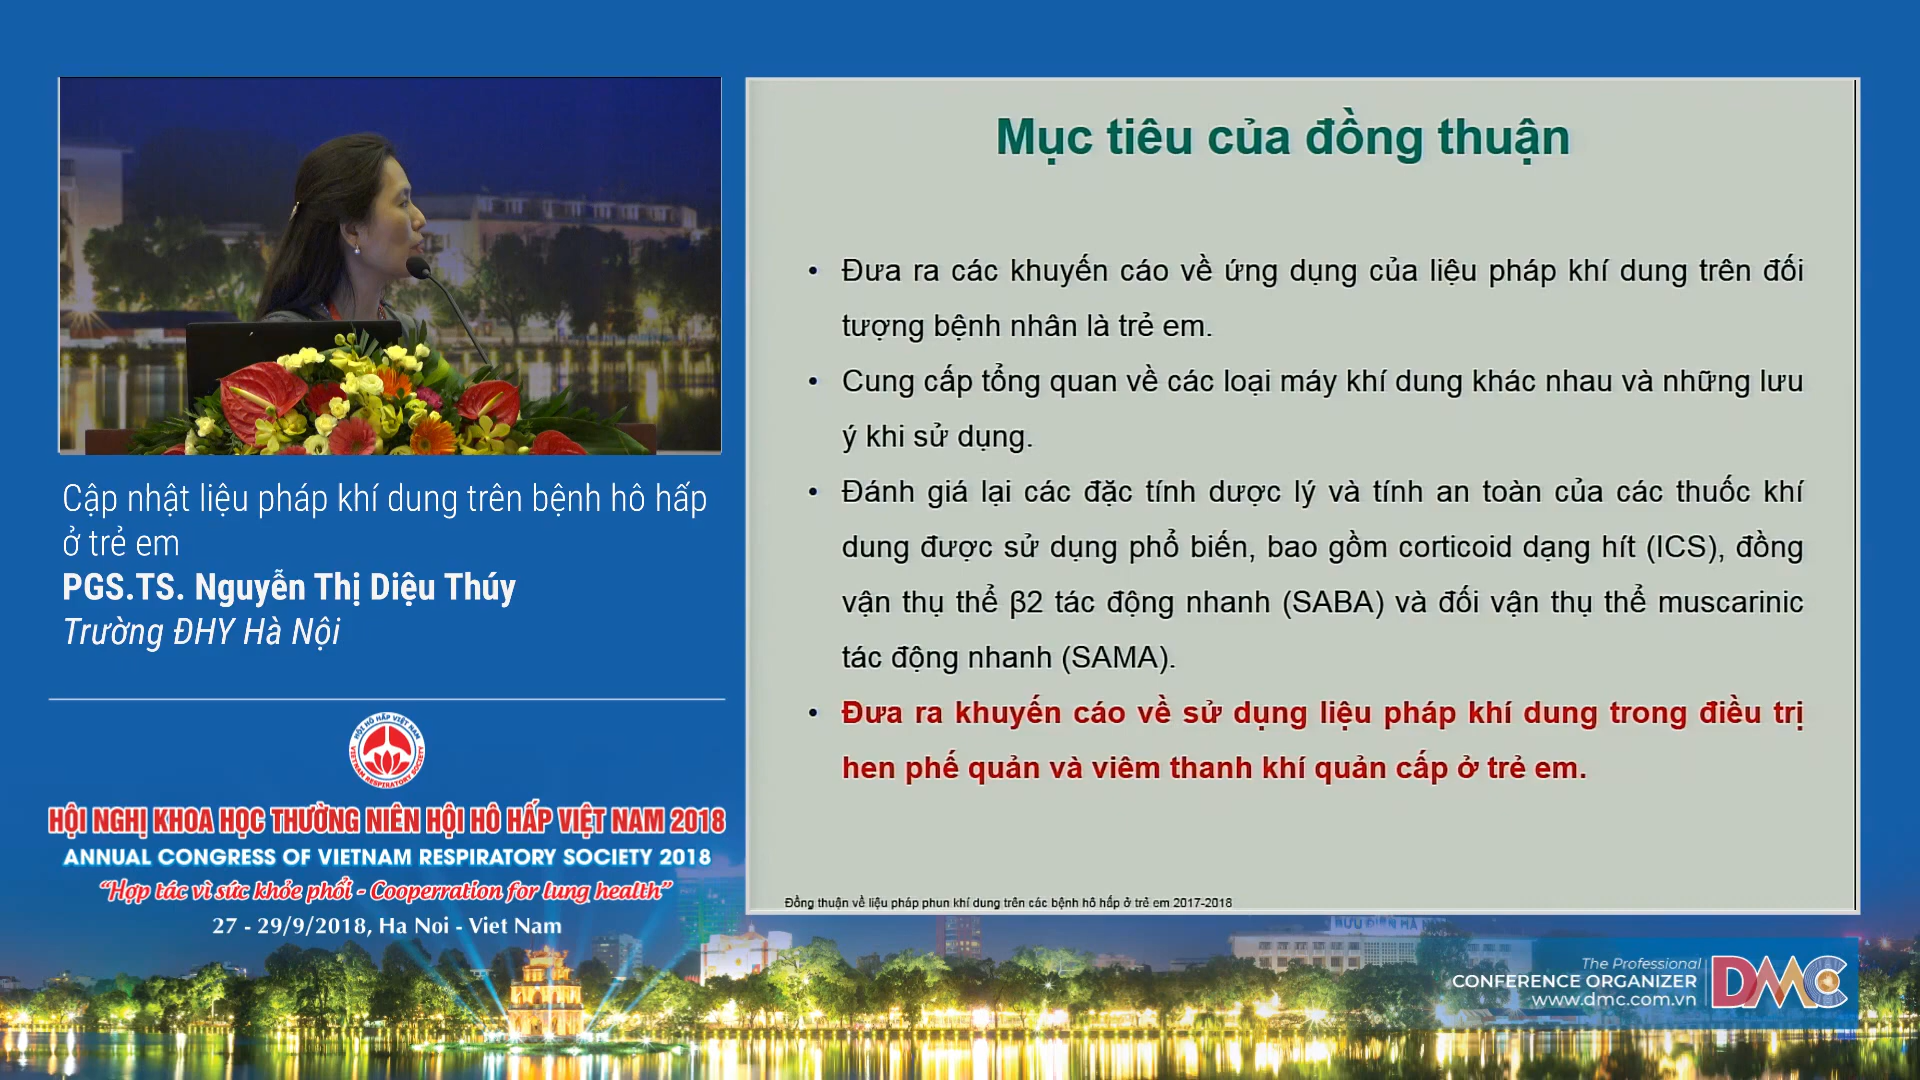 Mục tiêu của đồng thuận
• Đưa ra các khuyến cáo về ứng dụng của liệu pháp khí dung trên đối
tượng bệnh nhân là trẻ em.
• Cung cấp tổng quan về các loại máy khí dung khác nhau và những lưu
ý khi sử dụng.
• Đánh giá lại các đặc tính dược lý và tính an toàn của các thuốc khí
dung được sử dụng phổ biến, bao gồm corticoid dạng hít (ICS), đồng
vận thụ thể β2 tác động nhanh (SABA) và đối vận thụ thể muscarinic
tác động nhanh (SAMA).
• Đưa ra khuyến cáo về sử dụng liệu pháp khí dung trong điều trị
hen phế quản và viêm thanh khí quản cấp ở trẻ em.
Đồng thuận về liệu pháp phun khí dung trên các bệnh hô hấp ở trẻ em 2017-2018
Cập nhật liệu pháp khí dung trên bệnh hô hấp
ở trẻ em
PGS.TS. Nguyễn Thị Diệu Thúy
Trường ĐHY Hà Nội
HỘI HÔ HẤP VIỆT NAM
VIETNAM RESPIRATORY SOCIETY
HỘI NGHỊ KHOA HỌC THƯỜNG NIÊN HỘI HÔ HẤP VIỆT NAM 2018
ANNUAL CONGRESS OF VIETNAM RESPIRATORY SOCIETY 2018
“Hợp tác vì sức khỏe phổi - Cooperration for lung health”
27 - 29/9/2018, Ha Noi - Viet Nam
The Professional
CONFERENCE ORGANIZER
www.dmc.com.vn
DMC